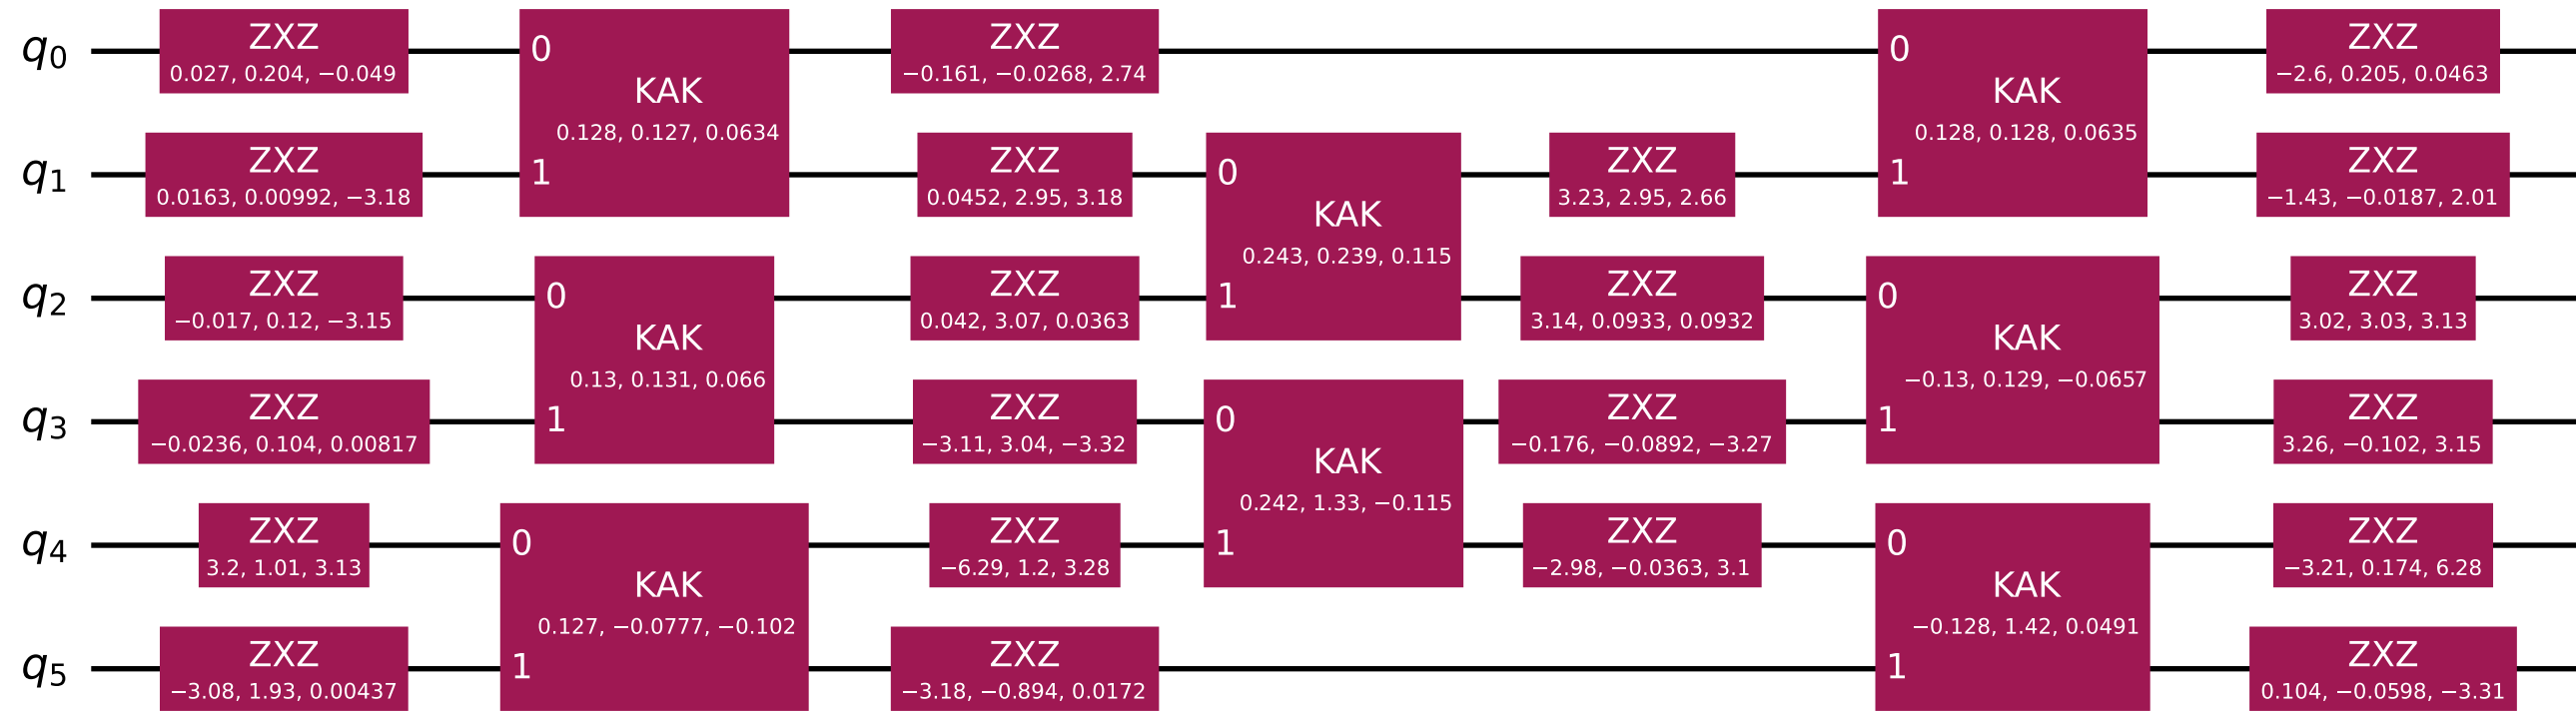 q0
ZXZ
0.027, 0.204, −0.049
0
1
KAK
0.128, 0.127, 0.0634
ZXZ
−0.161, −0.0268, 2.74
0
1
KAK
0.128, 0.128, 0.0635
ZXZ
−2.6, 0.205, 0.0463
q1
ZXZ
0.0163, 0.00992, −3.18
ZXZ
0.0452, 2.95, 3.18
0
1
KAK
0.243, 0.239, 0.115
ZXZ
3.23, 2.95, 2.66
ZXZ
−1.43, −0.0187, 2.01
q2
ZXZ
−0.017, 0.12, −3.15
0
1
KAK
0.13, 0.131, 0.066
ZXZ
0.042, 3.07, 0.0363
ZXZ
3.14, 0.0933, 0.0932
0
1
KAK
−0.13, 0.129, −0.0657
ZXZ
3.02, 3.03, 3.13
q3
ZXZ
−0.0236, 0.104, 0.00817
ZXZ
−3.11, 3.04, −3.32
0
1
KAK
0.242, 1.33, −0.115
ZXZ
−0.176, −0.0892, −3.27
ZXZ
3.26, −0.102, 3.15
q4
ZXZ
3.2, 1.01, 3.13
0
1
KAK
0.127, −0.0777, −0.102
ZXZ
−6.29, 1.2, 3.28
ZXZ
−2.98, −0.0363, 3.1
0
1
KAK
−0.128, 1.42, 0.0491
ZXZ
−3.21, 0.174, 6.28
q5
ZXZ
−3.08, 1.93, 0.00437
ZXZ
−3.18, −0.894, 0.0172
ZXZ
0.104, −0.0598, −3.31